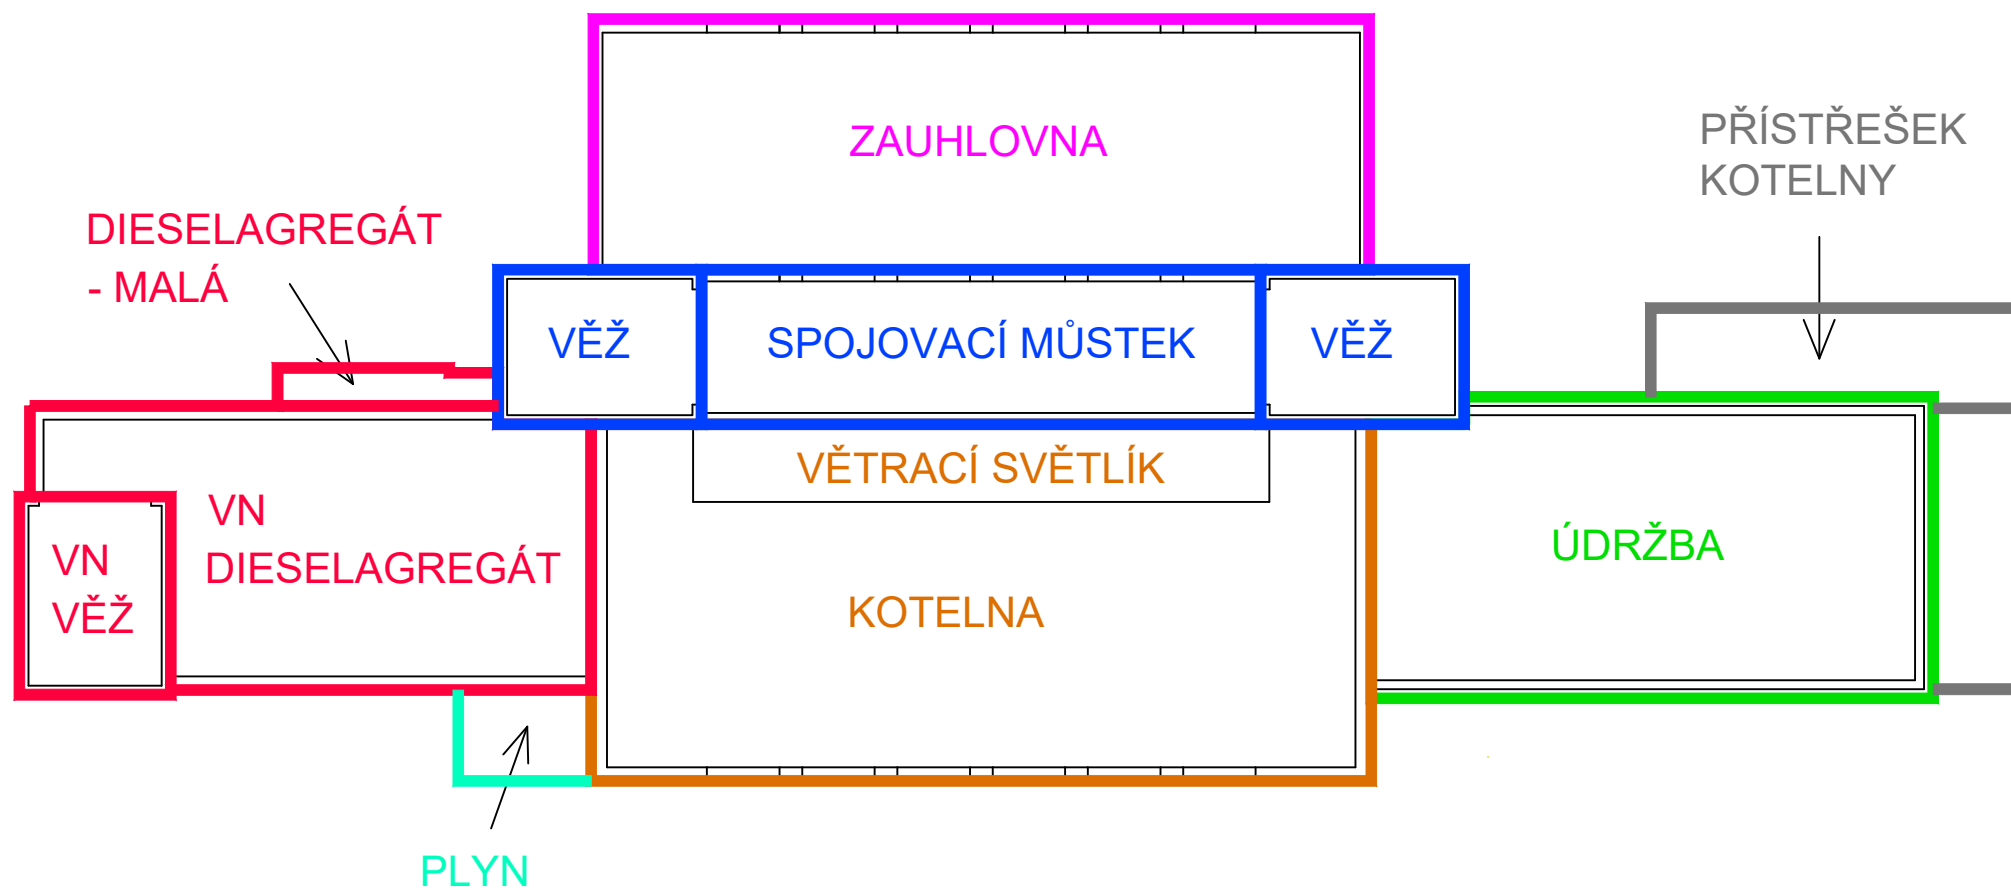 ZAUHLOVNA
PŘÍSTŘEŠEK
KOTELNY
DIESELAGREGÁT
- MALÁ
VĚŽ
SPOJOVACÍ MŮSTEK
VĚŽ
VĚTRACÍ SVĚTLÍK
VN
DIESELAGREGÁT
VN
VĚŽ
ÚDRŽBA
KOTELNA
PLYN